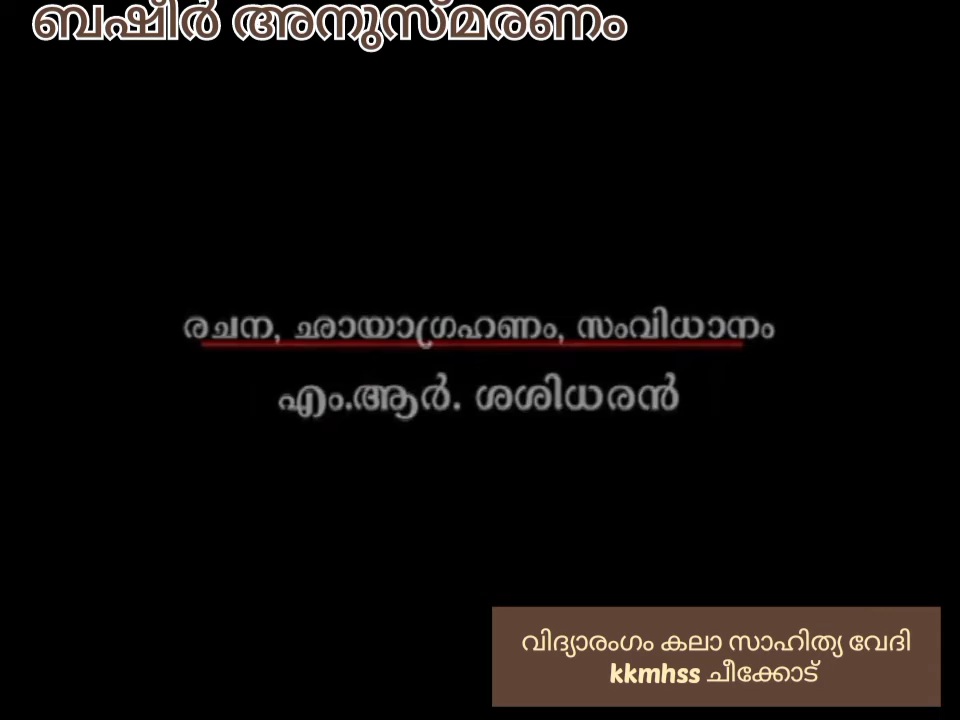 ബഷീർ അനുസ്മരണം
രചന, ഛായാഗ്രഹണം, സംവിധാനം
എം.ആർ. ശശിധരൻ
വിദ്യാരംഗം കലാ സാഹിത്യ വേദി
kkmhss ചീക്കോട്